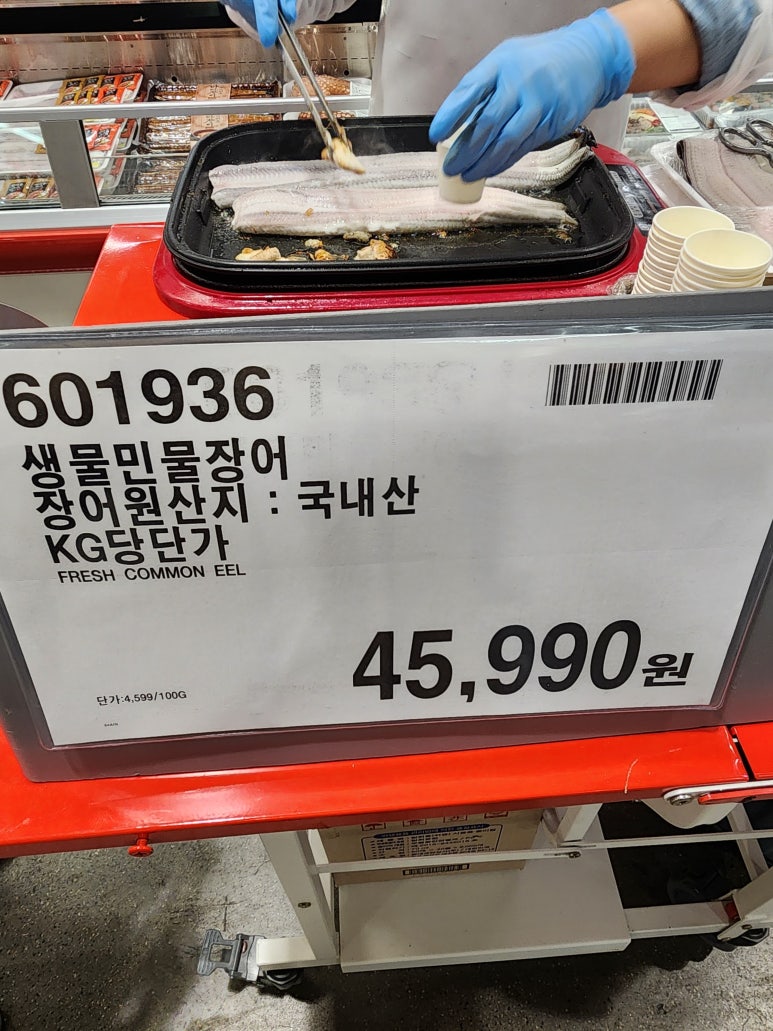 601936
생물민물장어
장어원산지 : 국내산
KG당단가
FRESH COMMON EEL
45,990원
단가:4,599/100G